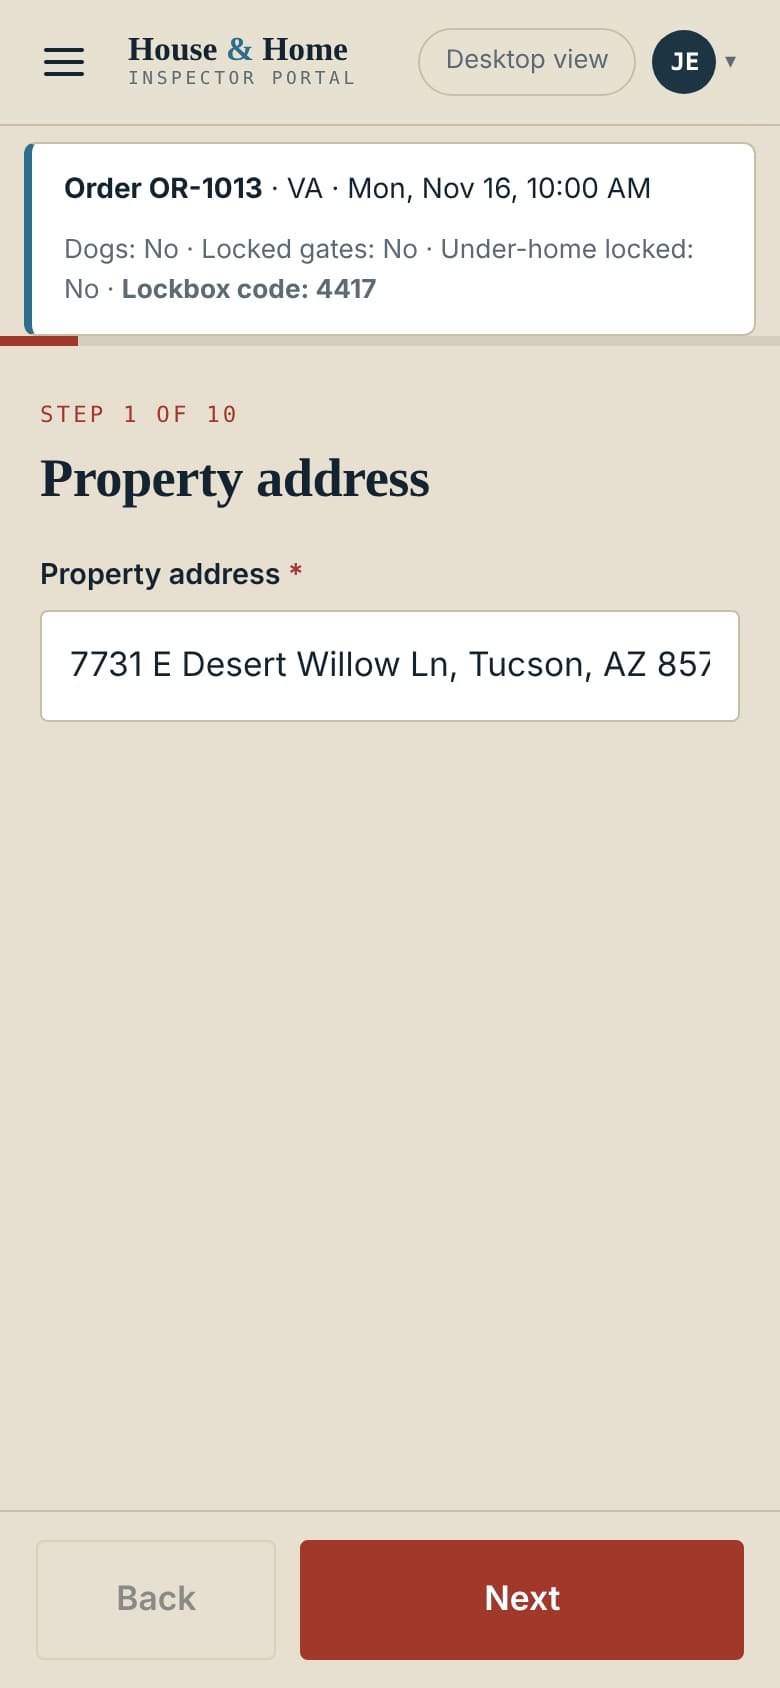 House & Home
INSPECTOR PORTAL
Desktop view
JE
Order OR-1013 · VA · Mon, Nov 16, 10:00 AM
Dogs: No · Locked gates: No · Under-home locked:
No · Lockbox code: 4417
STEP 1 OF 10
Property address
Property address *
7731 E Desert Willow Ln, Tucson, AZ 857
Back
Next